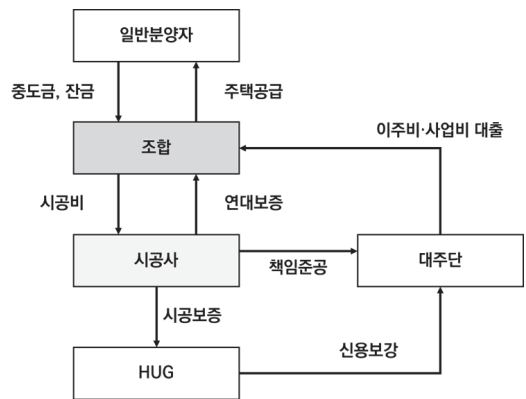 일반분양자
중도금, 잔금
주택공급
이주비·사업비 대출
조합
시공비
연대보증
시공사
책임준공
대주단
시공보증
신용보강
HUG